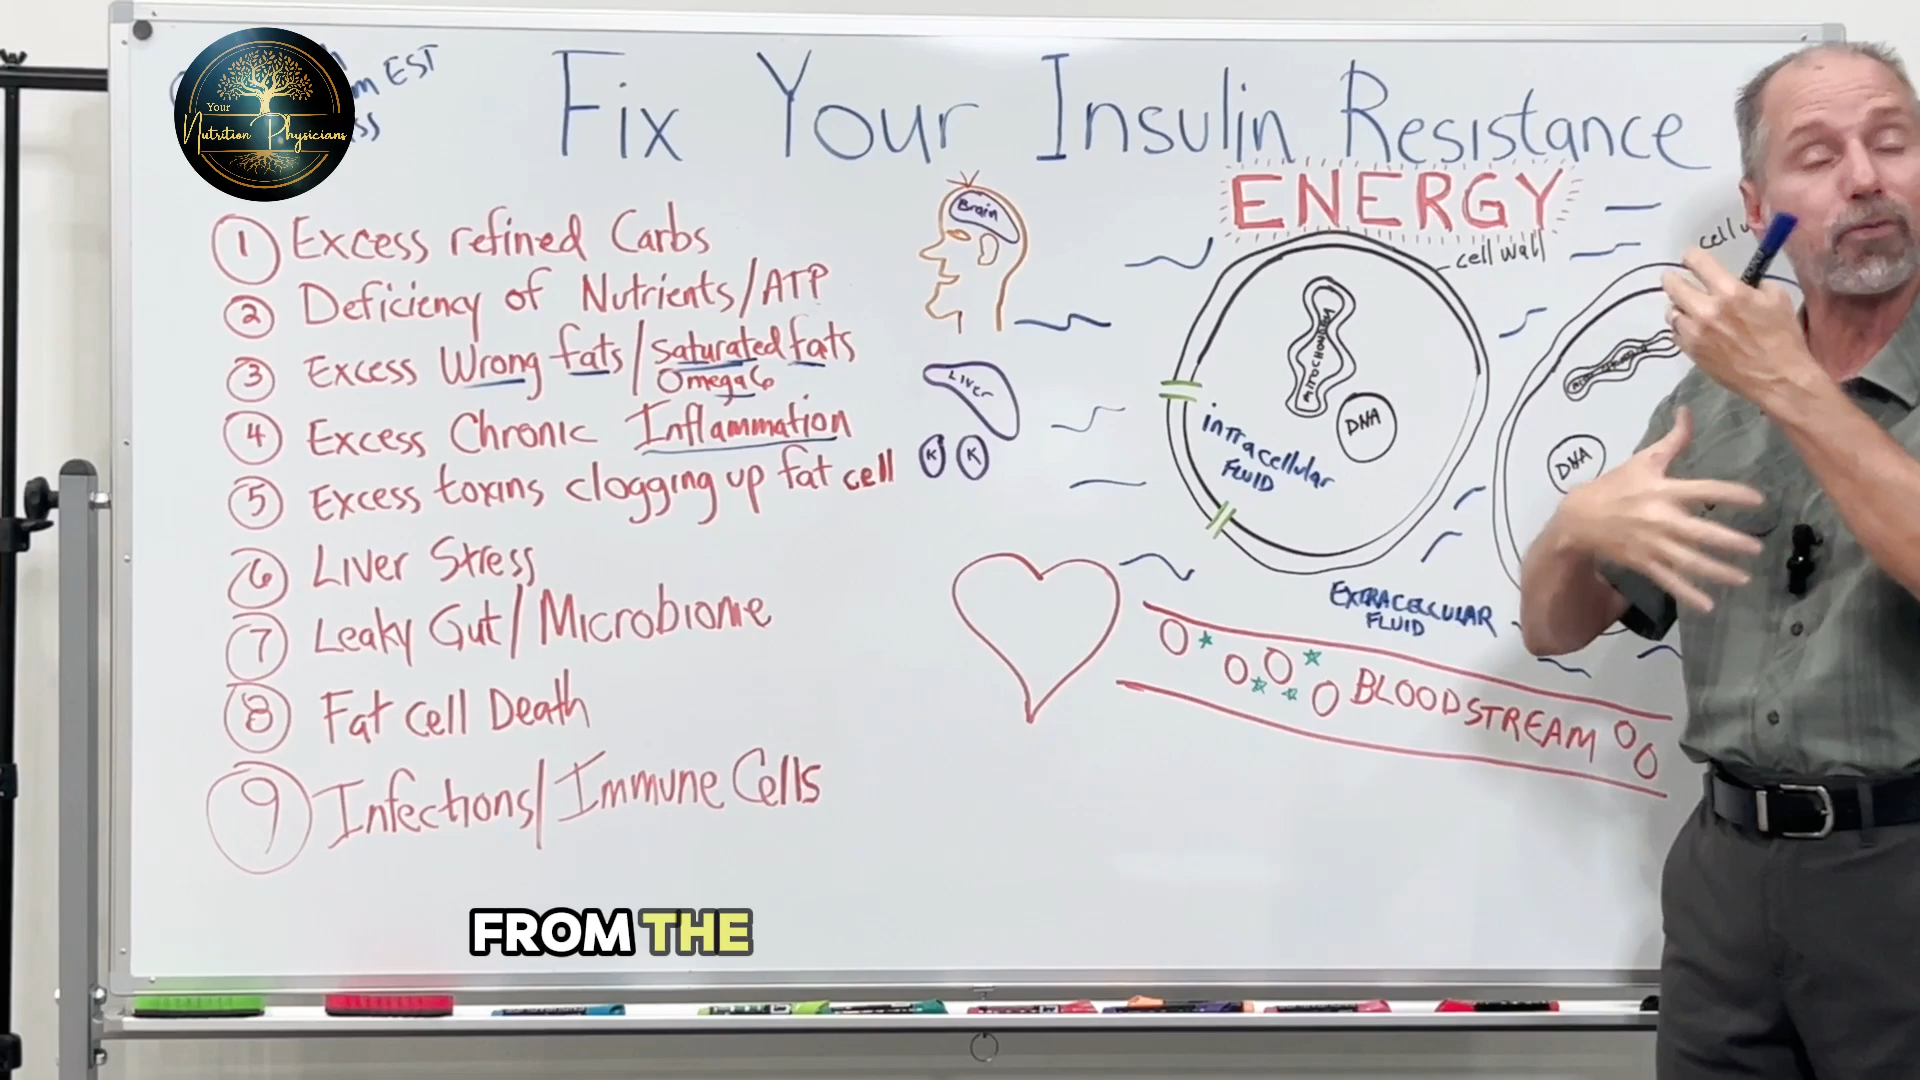 m EST
ss
Your
Nutrition Physicians
Fix Your Insulin Resistance
ENERGY
1 Excess refined Carbs
2 Deficiency of Nutrients/ATP
3 Excess Wrong fats/Saturated fats
Omega 6
4 Excess Chronic Inflammation
5 Excess toxins clogging up fat cell
6 Liver Stress
7 Leaky Gut/Microbiome
8 Fat cell Death
9 Infections/Immune Cells
Brain
Liver
K K
cell wall
MITOCHONDRIA
DNA
intracellular
FLUID
cell
DNA
EXTRACELLULAR
FLUID
BLOODSTREAM
FROM THE